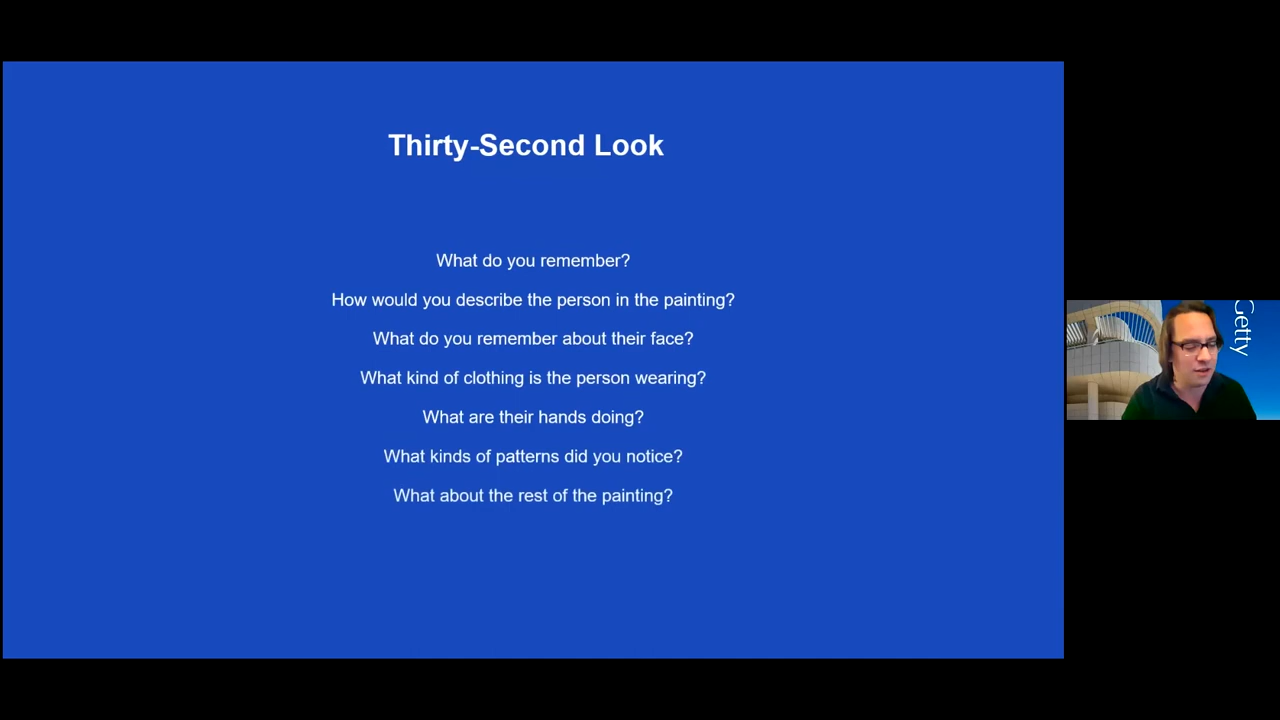 Thirty-Second Look
What do you remember?
How would you describe the person in the painting?
What do you remember about their face?
What kind of clothing is the person wearing?
What are their hands doing?
What kinds of patterns did you notice?
What about the rest of the painting?
Getty